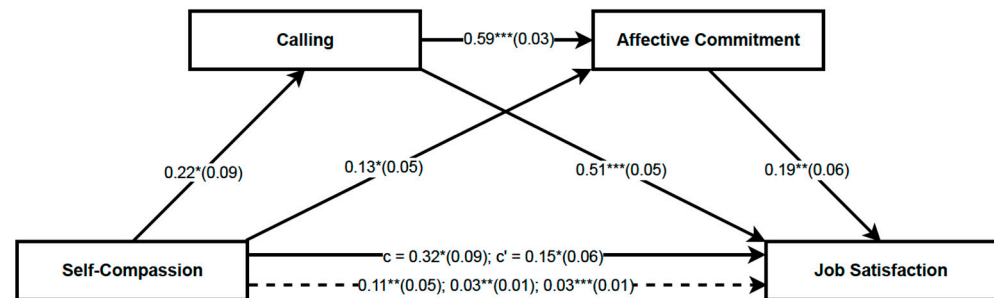 Calling
0.59***(0.03)
Affective Commitment
0.22*(0.09)
0.13*(0.05)
0.51***(0.05)
0.19**(0.06)
Self-Compassion
c = 0.32*(0.09); c' = 0.15*(0.06)
0.11**(0.05); 0.03**(0.01); 0.03***(0.01)
Job Satisfaction